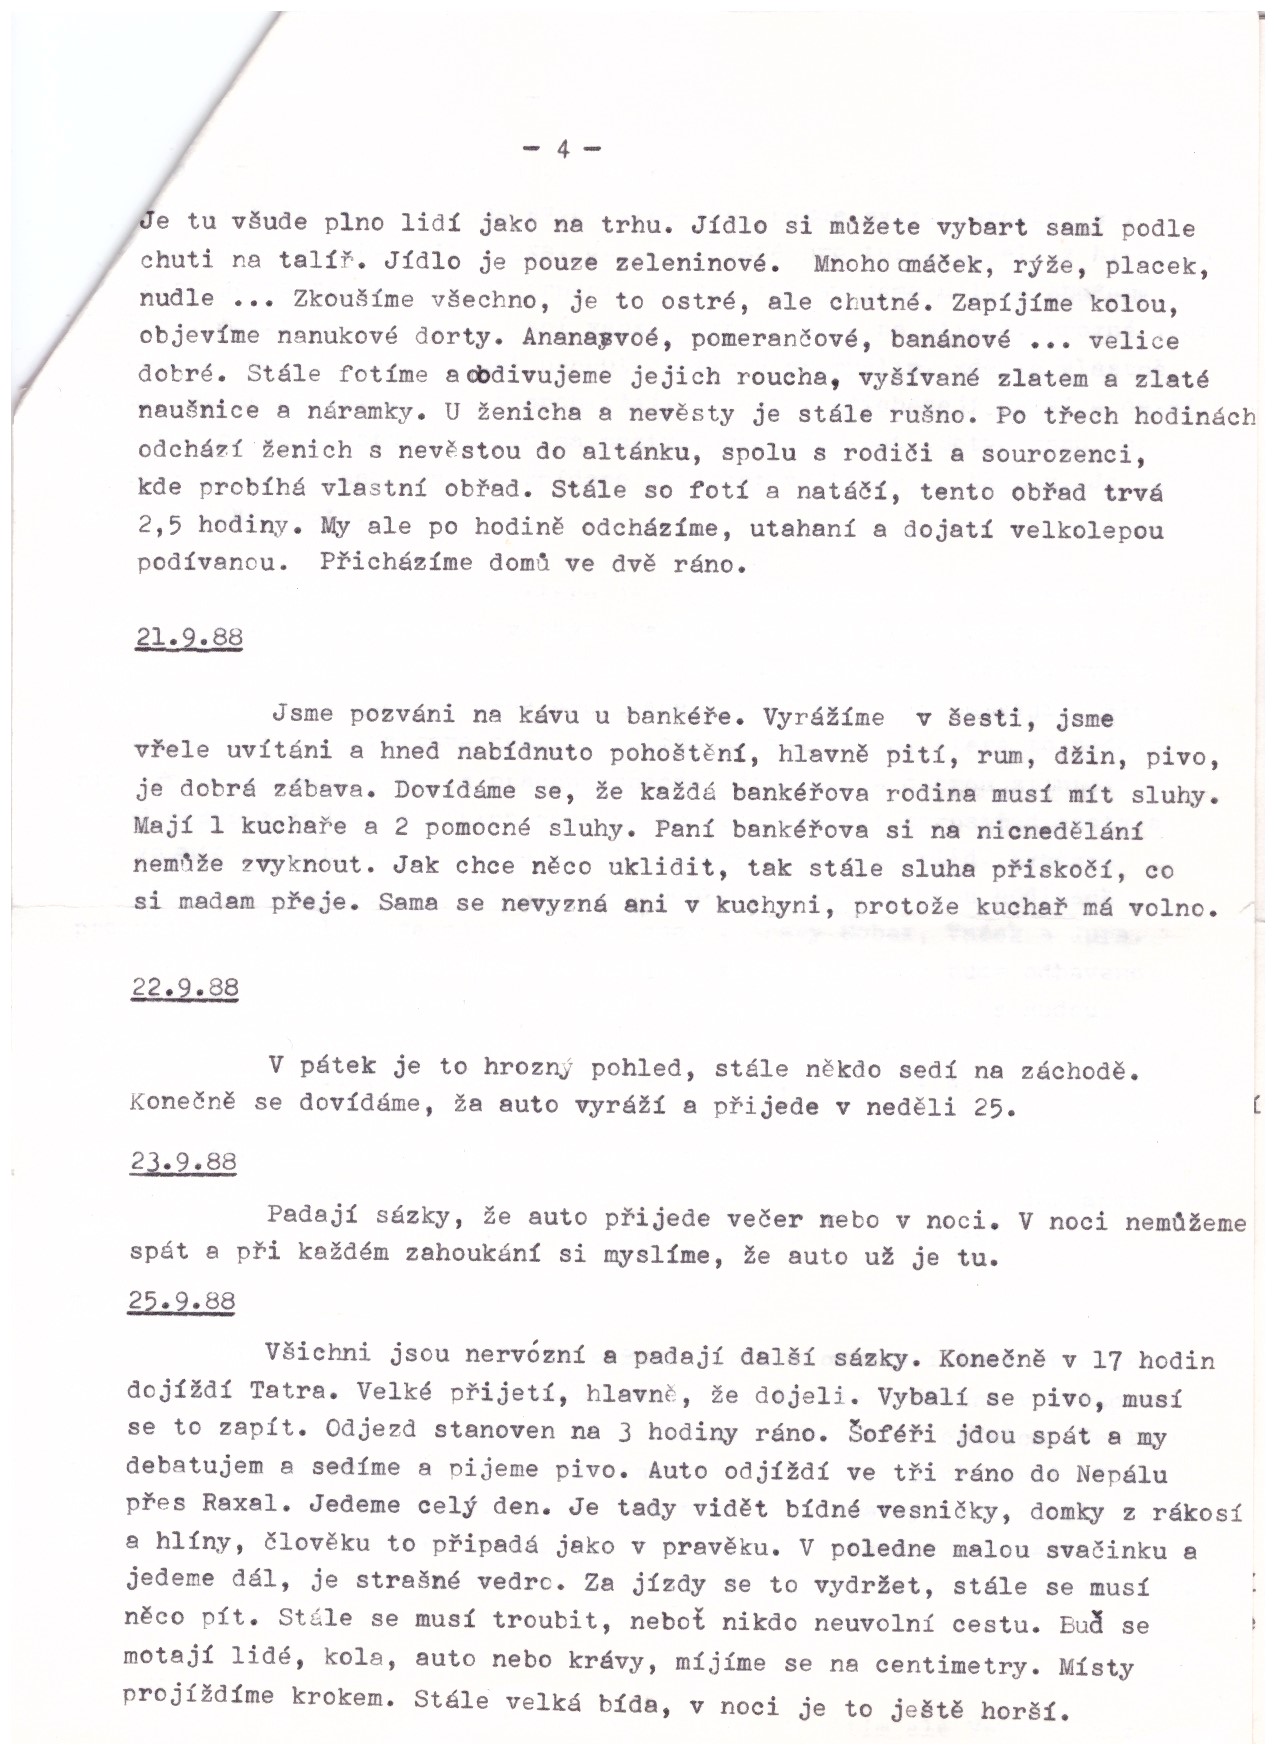 - 4 -
Je tu všude plno lidí jako na trhu. Jídlo si můžete vybart sami podle
chuti na talíř. Jídlo je pouze zeleninové. Mnoho omáček, rýže, placek,
nudle ... Zkoušíme všechno, je to ostré, ale chutné. Zapíjíme kolou,
objevíme nanukové dorty. Ananasvoé, pomerančové, banánové ... velice
dobré. Stále fotíme a obdivujeme jejich roucha, vyšívané zlatem a zlaté
naušnice a náramky. U ženicha a nevěsty je stále rušno. Po třech hodinách
odchází ženich s nevěstou do altánku, spolu s rodiči a sourozenci,
kde probíhá vlastní obřad. Stále so fotí a natáčí, tento obřad trvá
2,5 hodiny. My ale po hodině odcházíme, utahaní a dojatí velkolepou
podívanou. Přicházíme domů ve dvě ráno.
21.9.88
Jsme pozváni na kávu u bankéře. Vyrážíme v šesti, jsme
vřele uvítáni a hned nabídnuto pohoštění, hlavně pití, rum, džin, pivo,
je dobrá zábava. Dovídáme se, že každá bankéřova rodina musí mít sluhy.
Mají 1 kuchaře a 2 pomocné sluhy. Paní bankéřova si na nicnedělání
nemůže zvyknout. Jak chce něco uklidit, tak stále sluha přiskočí, co
si madam přeje. Sama se nevyzná ani v kuchyni, protože kuchař má volno.
22.9.88
V pátek je to hrozný pohled, stále někdo sedí na záchodě.
Konečně se dovídáme, ža auto vyráží a přijede v neděli 25.
23.9.88
Padají sázky, že auto přijede večer nebo v noci. V noci nemůžeme
spát a při každém zahoukání si myslíme, že auto už je tu.
25.9.88
Všichni jsou nervózní a padají další sázky. Konečně v 17 hodin
dojíždí Tatra. Velké přijetí, hlavně, že dojeli. Vybalí se pivo, musí
se to zapít. Odjezd stanoven na 3 hodiny ráno. Šoféři jdou spát a my
debatujem a sedíme a pijeme pivo. Auto odjíždí ve tři ráno do Nepálu
přes Raxal. Jedeme celý den. Je tady vidět bídné vesničky, domky z rákosí
a hlíny, člověku to připadá jako v pravěku. V poledne malou svačinku a
jedeme dál, je strašné vedro. Za jízdy se to vydržet, stále se musí
něco pít. Stále se musí troubit, neboť nikdo neuvolní cestu. Buď se
motají lidé, kola, auto nebo krávy, míjíme se na centimetry. Místy
projíždíme krokem. Stále velká bída, v noci je to ještě horší.